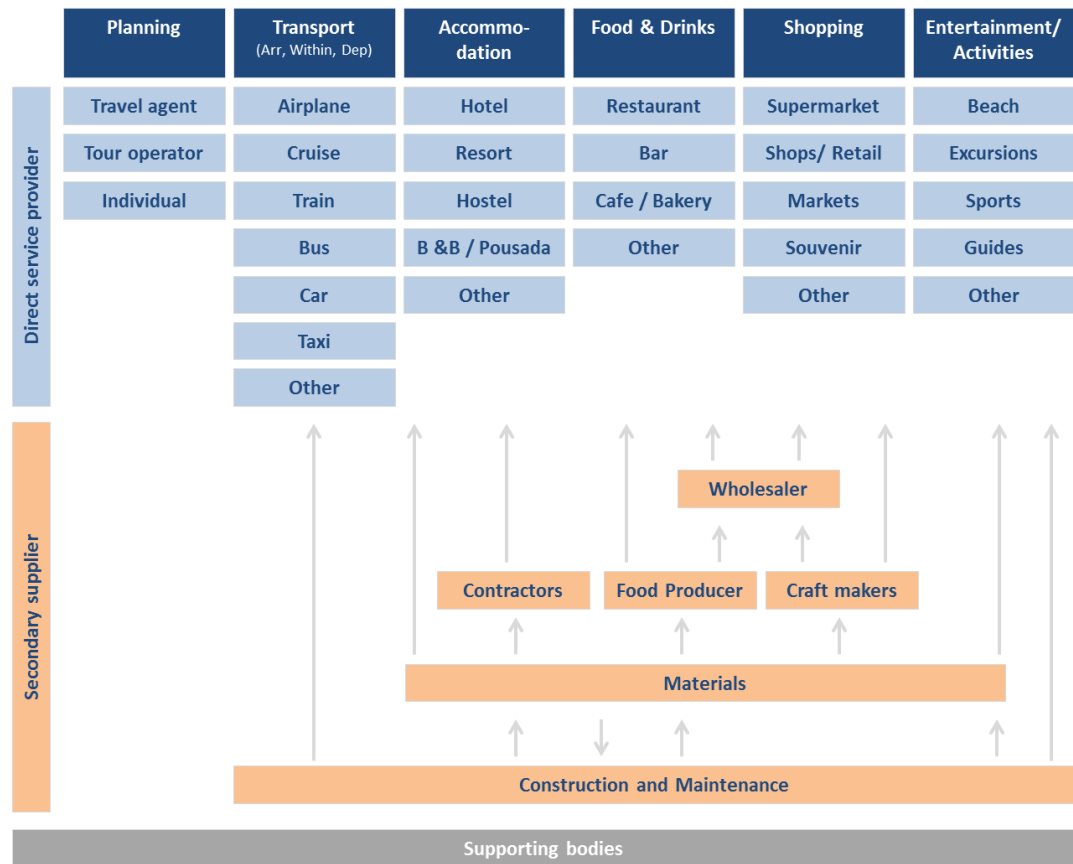 Planning
Transport
(Arr, Within, Dep)
Accommo-
dation
Food & Drinks
Shopping
Entertainment/
Activities
Direct service provider
Travel agent
Airplane
Hotel
Restaurant
Supermarket
Beach
Tour operator
Cruise
Resort
Bar
Shops/ Retail
Excursions
Individual
Train
Hostel
Cafe / Bakery
Markets
Sports
Bus
B &B / Pousada
Other
Souvenir
Guides
Car
Other
Other
Other
Taxi
Other
Secondary supplier
Wholesaler
Contractors
Food Producer
Craft makers
Materials
Construction and Maintenance
Supporting bodies